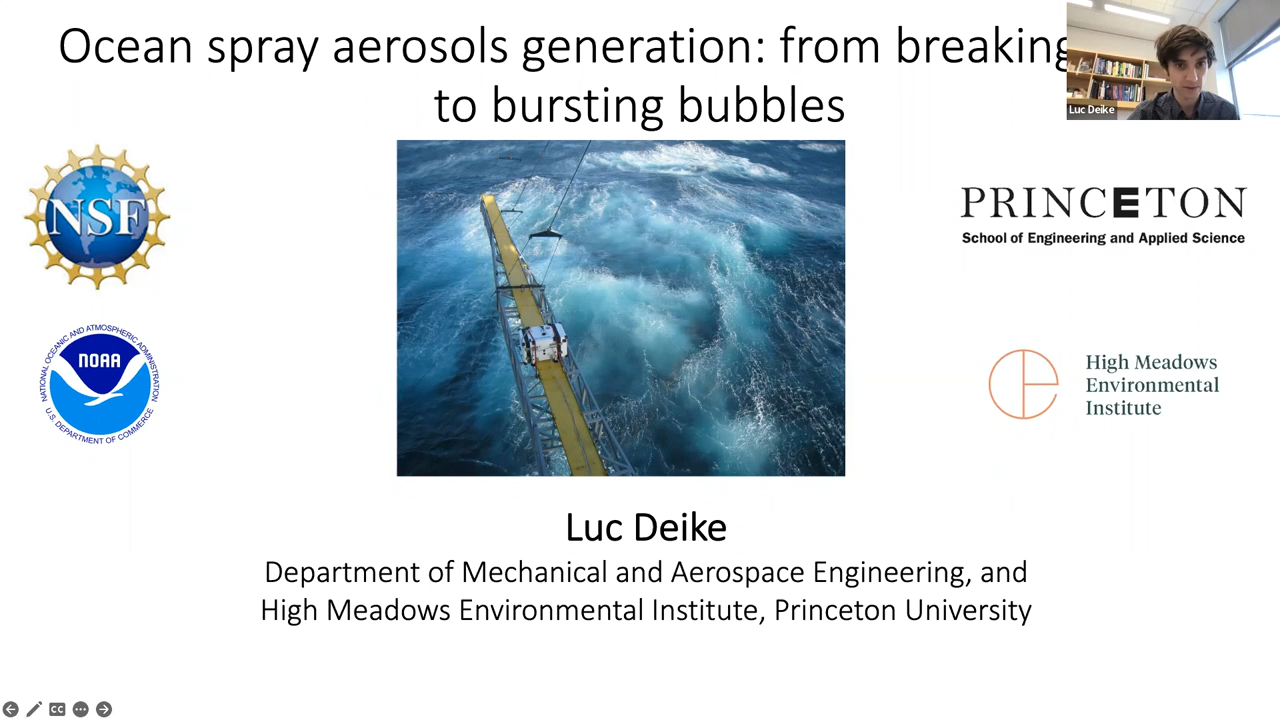 Ocean spray aerosols generation: from breaking
to bursting bubbles
Luc Deike
NSF
PRINCETON
School of Engineering and Applied Science
NATIONAL OCEANIC AND ATMOSPHERIC ADMINISTRATION
NOAA
U.S. DEPARTMENT OF COMMERCE
High Meadows
Environmental
Institute
Luc Deike
Department of Mechanical and Aerospace Engineering, and
High Meadows Environmental Institute, Princeton University
CC